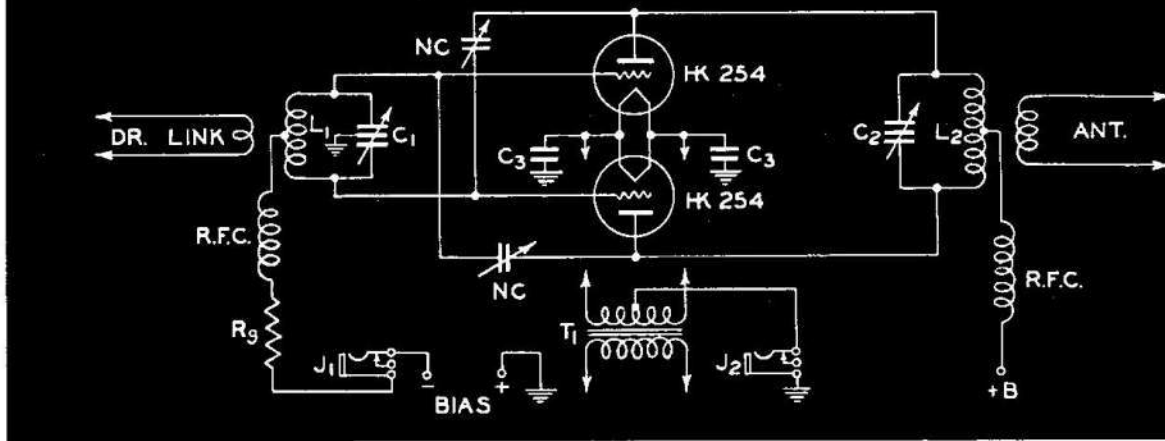 NC
HK 254
DR. LINK
L1
C1
C3
C3
C2
L2
ANT.
HK 254
R.F.C.
NC
R.F.C.
Rg
T1
J1
J2
-
+
BIAS
+B